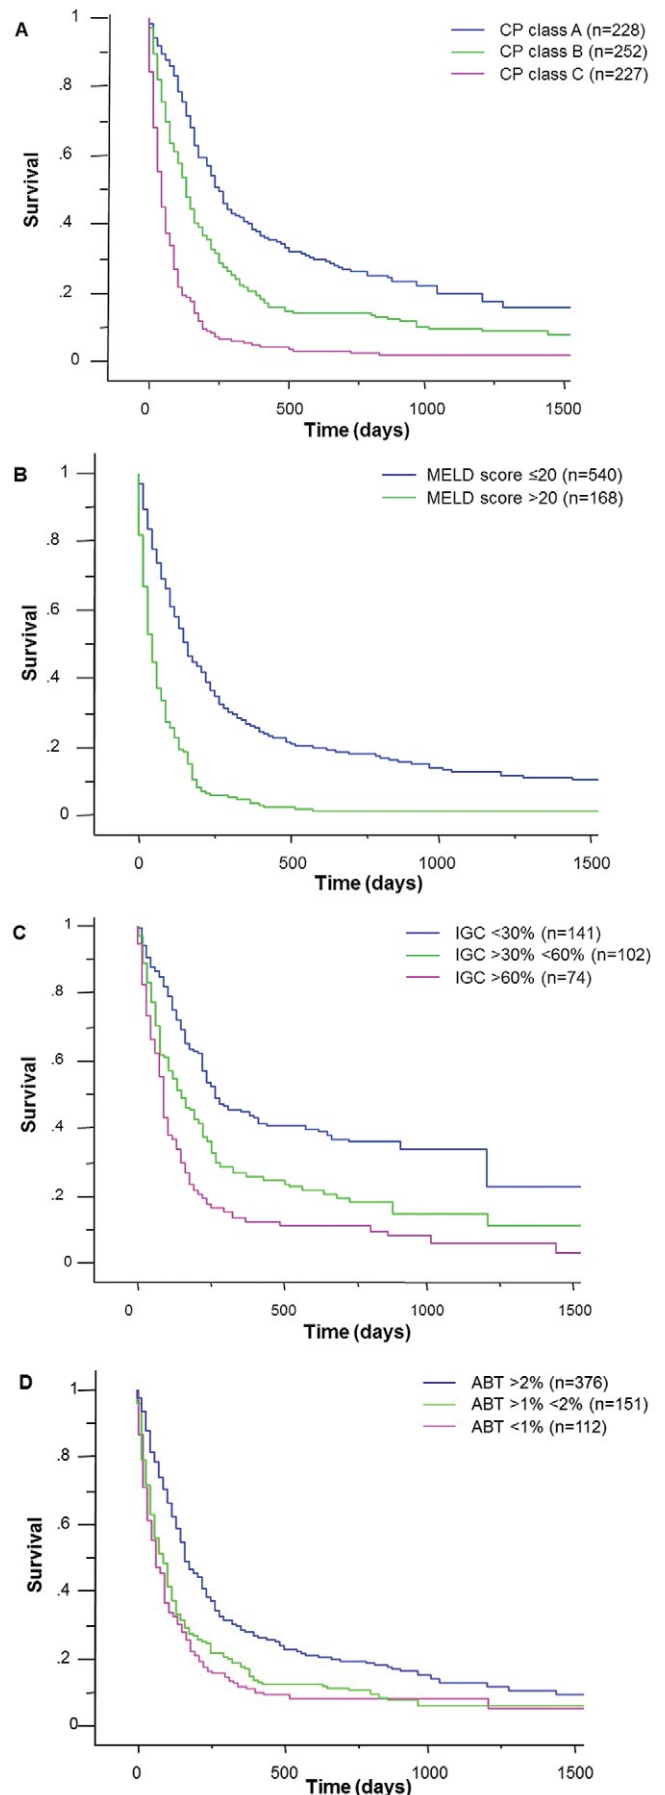 A
1
.8
.6
.4
.2
0
Survival
CP class A (n=228)
CP class B (n=252)
CP class C (n=227)
0 500 1000 1500
Time (days)
B
1
.8
.6
.4
.2
0
Survival
MELD score ≤20 (n=540)
MELD score >20 (n=168)
0 500 1000 1500
Time (days)
C
1
.8
.6
.4
.2
0
Survival
IGC <30% (n=141)
IGC >30% <60% (n=102)
IGC >60% (n=74)
0 500 1000 1500
Time (days)
D
1
.8
.6
.4
.2
0
Survival
ABT >2% (n=376)
ABT >1% <2% (n=151)
ABT <1% (n=112)
0 500 1000 1500
Time (days)